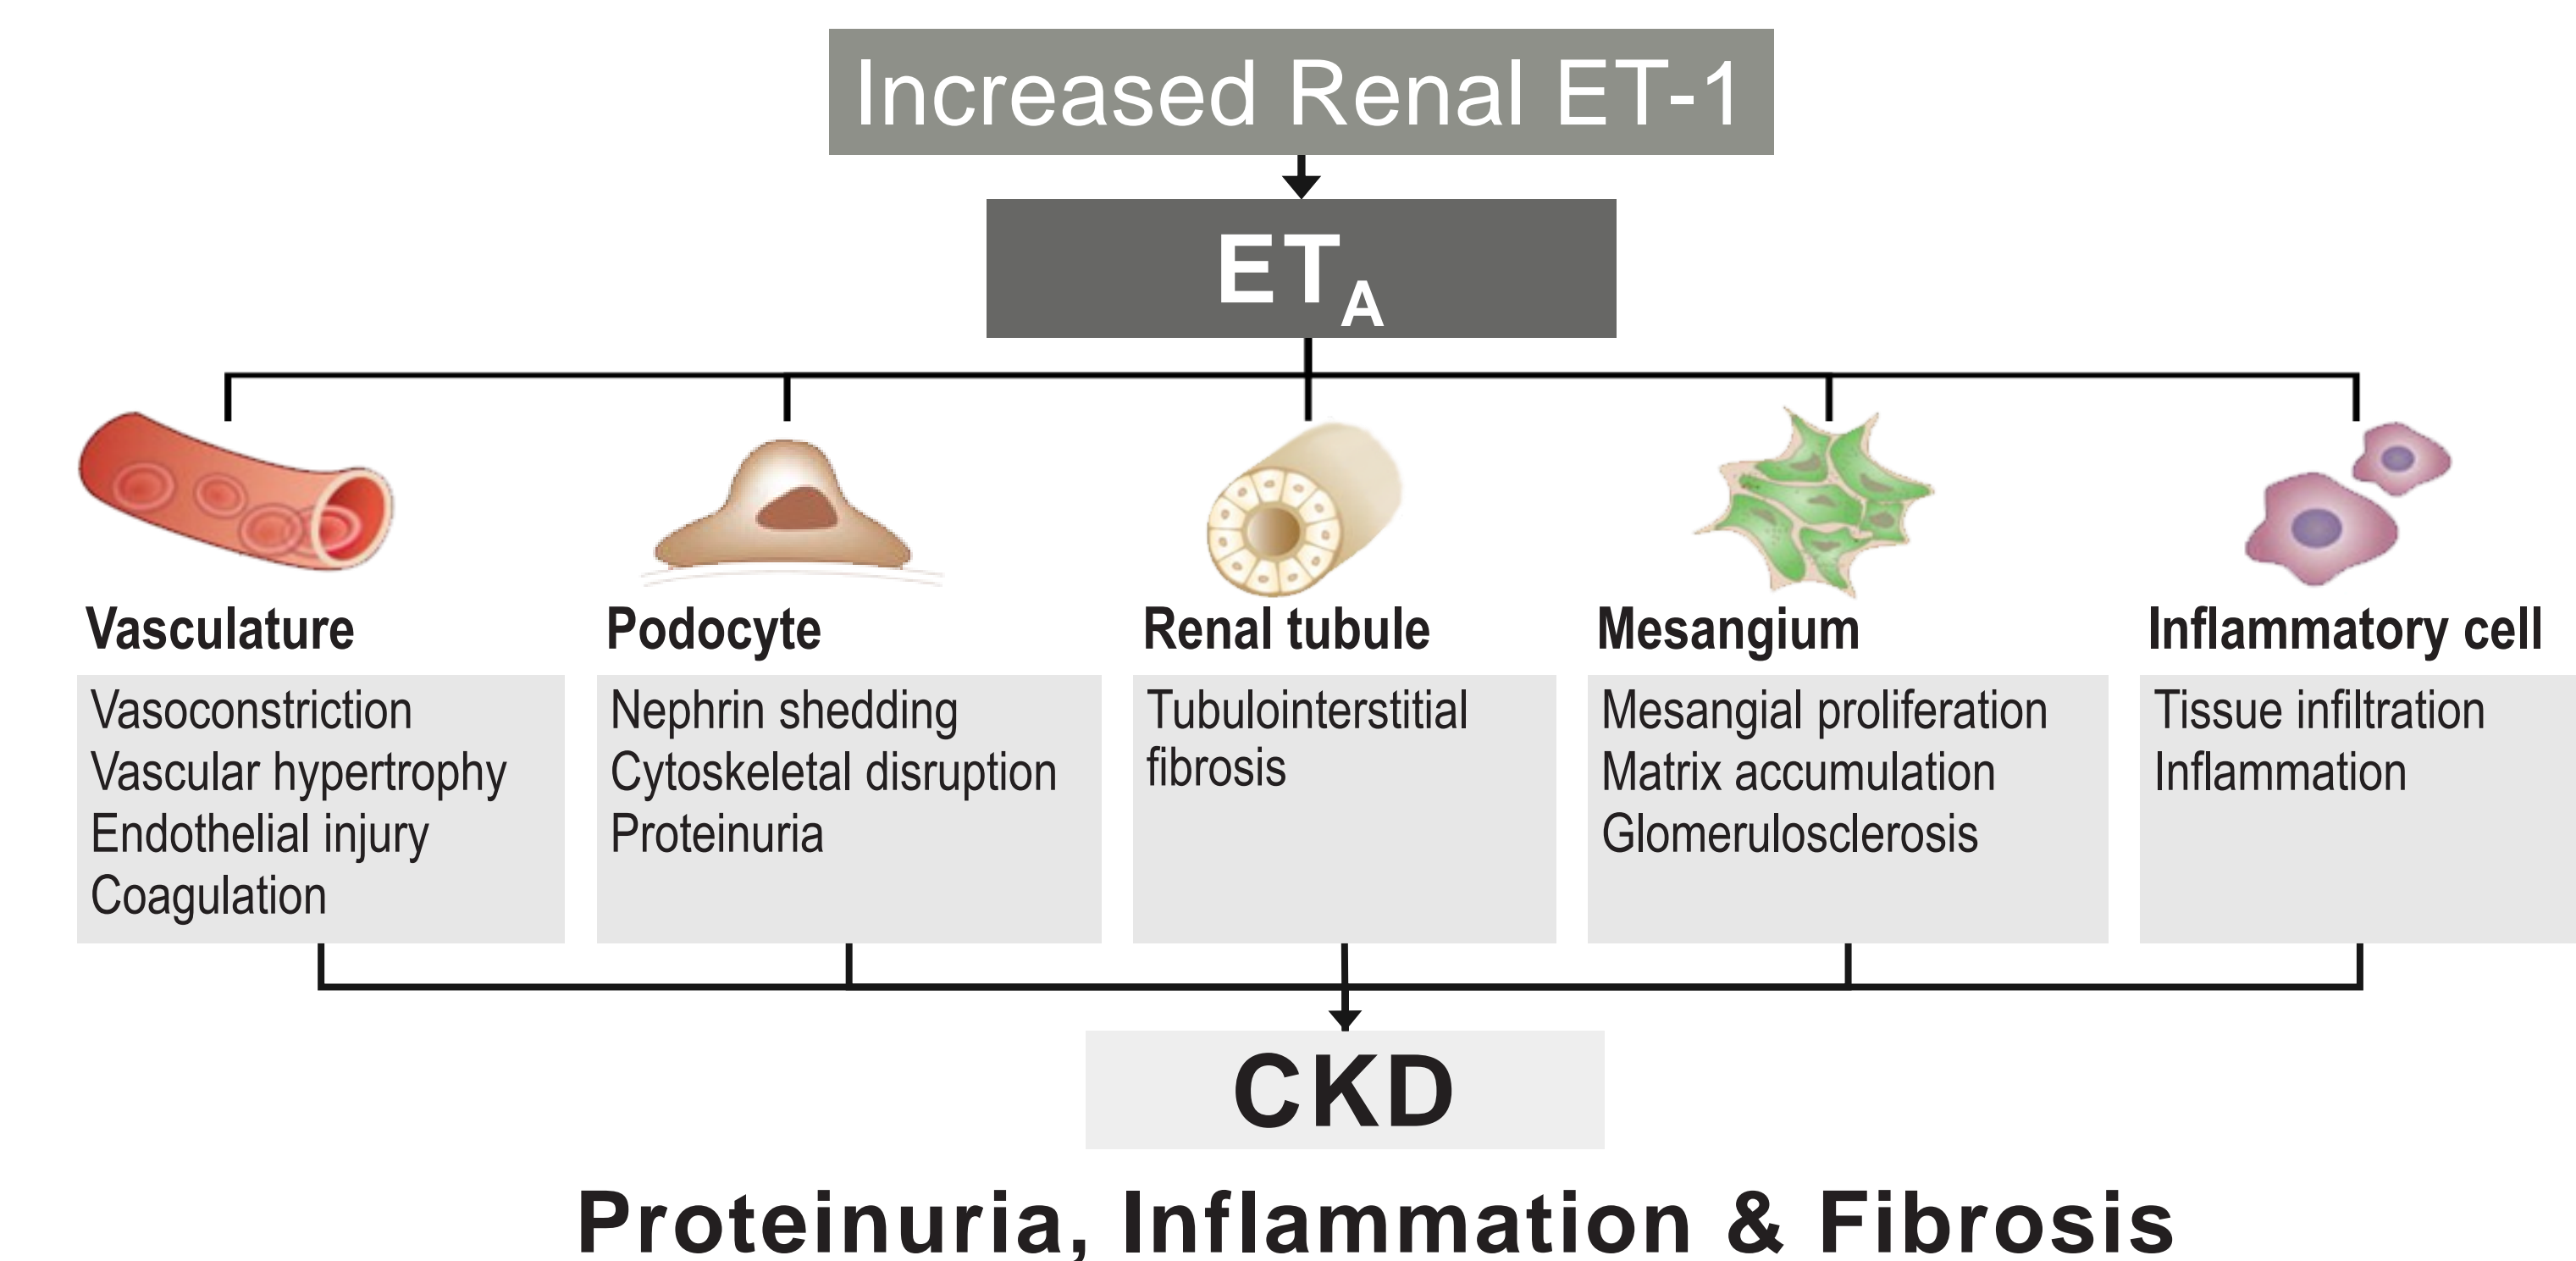 Increased Renal ET-1
ETA
Vasculature
Vasoconstriction
Vascular hypertrophy
Endothelial injury
Coagulation
Podocyte
Nephrin shedding
Cytoskeletal disruption
Proteinuria
Renal tubule
Tubulointerstitial
fibrosis
Mesangium
Mesangial proliferation
Matrix accumulation
Glomerulosclerosis
Inflammatory cell
Tissue infiltration
Inflammation
CKD
Proteinuria, Inflammation & Fibrosis